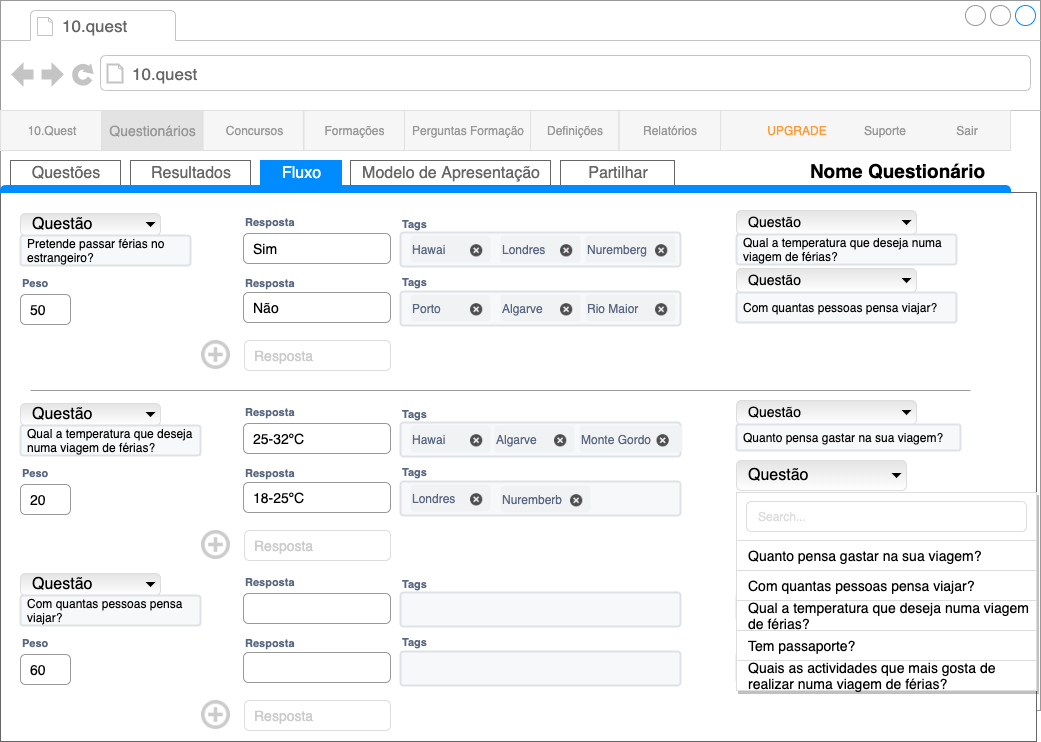 10.quest
10.quest
10.Quest Questionários Concursos Formações Perguntas Formação Definições Relatórios UPGRADE Suporte Sair
Questões Resultados Fluxo Modelo de Apresentação Partilhar Nome Questionário
Questão
Pretende passar férias no
estrangeiro?
Peso
50
Resposta
Sim
Tags
Hawai Londres Nuremberg
Resposta
Não
Tags
Porto Algarve Rio Maior
Resposta
Questão
Qual a temperatura que deseja numa
viagem de férias?
Questão
Com quantas pessoas pensa viajar?
Questão
Qual a temperatura que deseja
numa viagem de férias?
Peso
20
Resposta
25-32ºC
Tags
Hawai Algarve Monte Gordo
Resposta
18-25ºC
Tags
Londres Nuremberb
Resposta
Questão
Quanto pensa gastar na sua viagem?
Questão
Search...
Quanto pensa gastar na sua viagem?
Com quantas pessoas pensa viajar?
Qual a temperatura que deseja numa viagem
de férias?
Tem passaporte?
Quais as actividades que mais gosta de
realizar numa viagem de férias?
Questão
Com quantas pessoas pensa
viajar?
Peso
60
Resposta
Tags
Resposta
Tags
Resposta